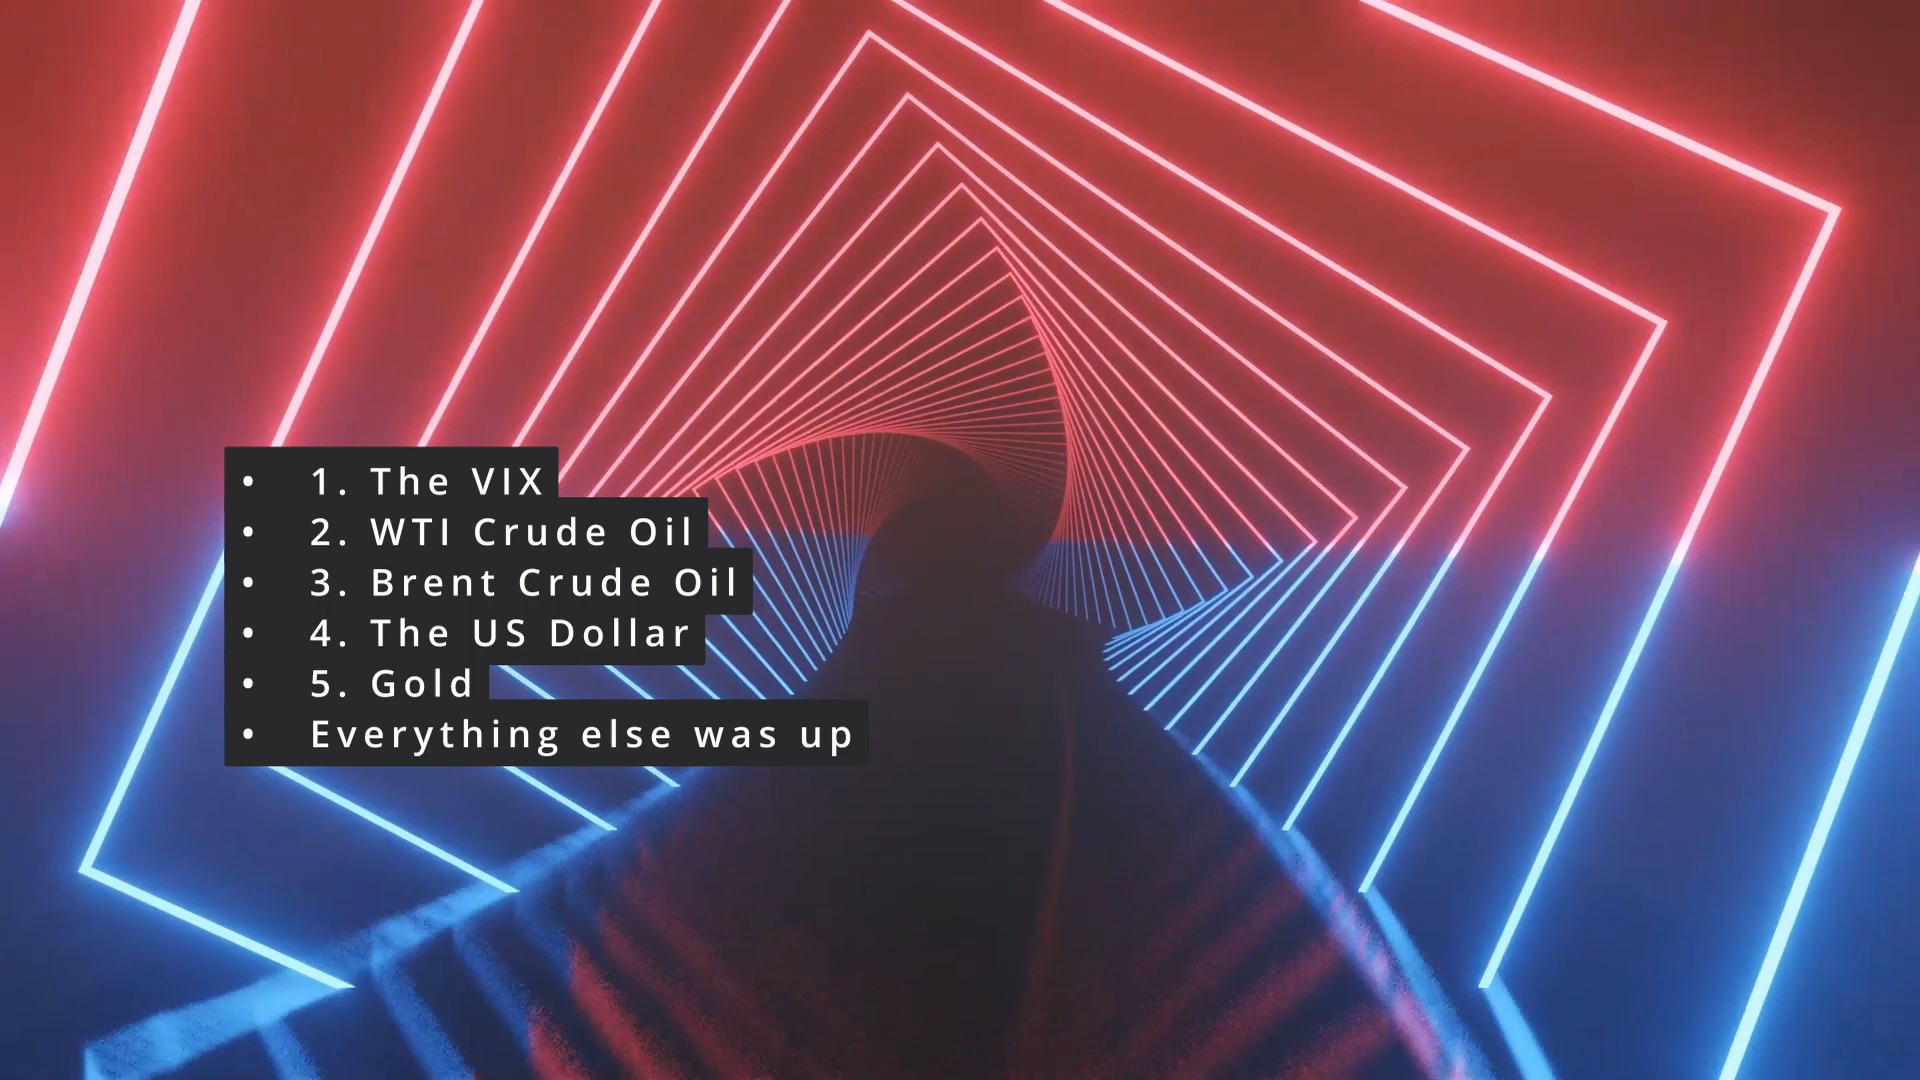 • 1. The VIX
• 2. WTI Crude Oil
• 3. Brent Crude Oil
• 4. The US Dollar
• 5. Gold
• Everything else was up